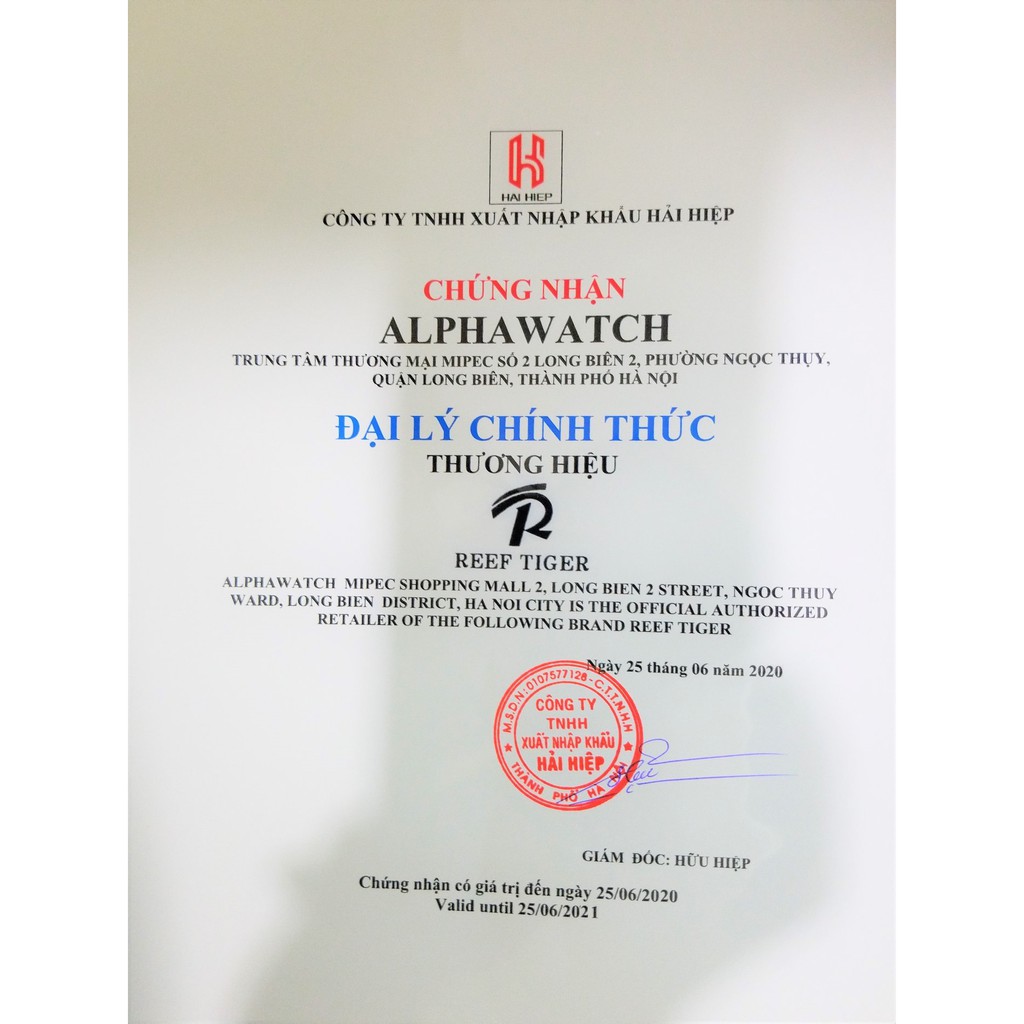 HAI HIEP
CÔNG TY TNHH XUẤT NHẬP KHẨU HẢI HIỆP
CHỨNG NHẬN
ALPHAWATCH
TRUNG TÂM THƯƠNG MẠI MIPEC SỐ 2 LONG BIÊN 2, PHƯỜNG NGỌC THỤY,
QUẬN LONG BIÊN, THÀNH PHỐ HÀ NỘI
ĐẠI LÝ CHÍNH THỨC
THƯƠNG HIỆU
REEF TIGER
ALPHAWATCH MIPEC SHOPPING MALL 2, LONG BIEN 2 STREET, NGOC THUY
WARD, LONG BIEN DISTRICT, HA NOI CITY IS THE OFFICIAL AUTHORIZED
RETAILER OF THE FOLLOWING BRAND REEF TIGER
Ngày 25 tháng 06 năm 2020
M.S.D.N: 0107577128 - C.T.T.N.H.H
CÔNG TY
TNHH
XUẤT NHẬP KHẨU
HẢI HIỆP
THÀNH PHỐ HÀ NỘI
GIÁM ĐỐC: HỮU HIỆP
Chứng nhận có giá trị đến ngày 25/06/2020
Valid until 25/06/2021